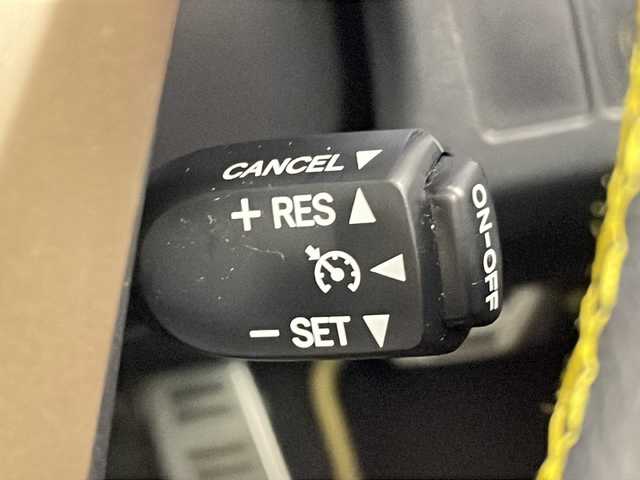 CANCEL
+ RES
- SET
ON-OFF